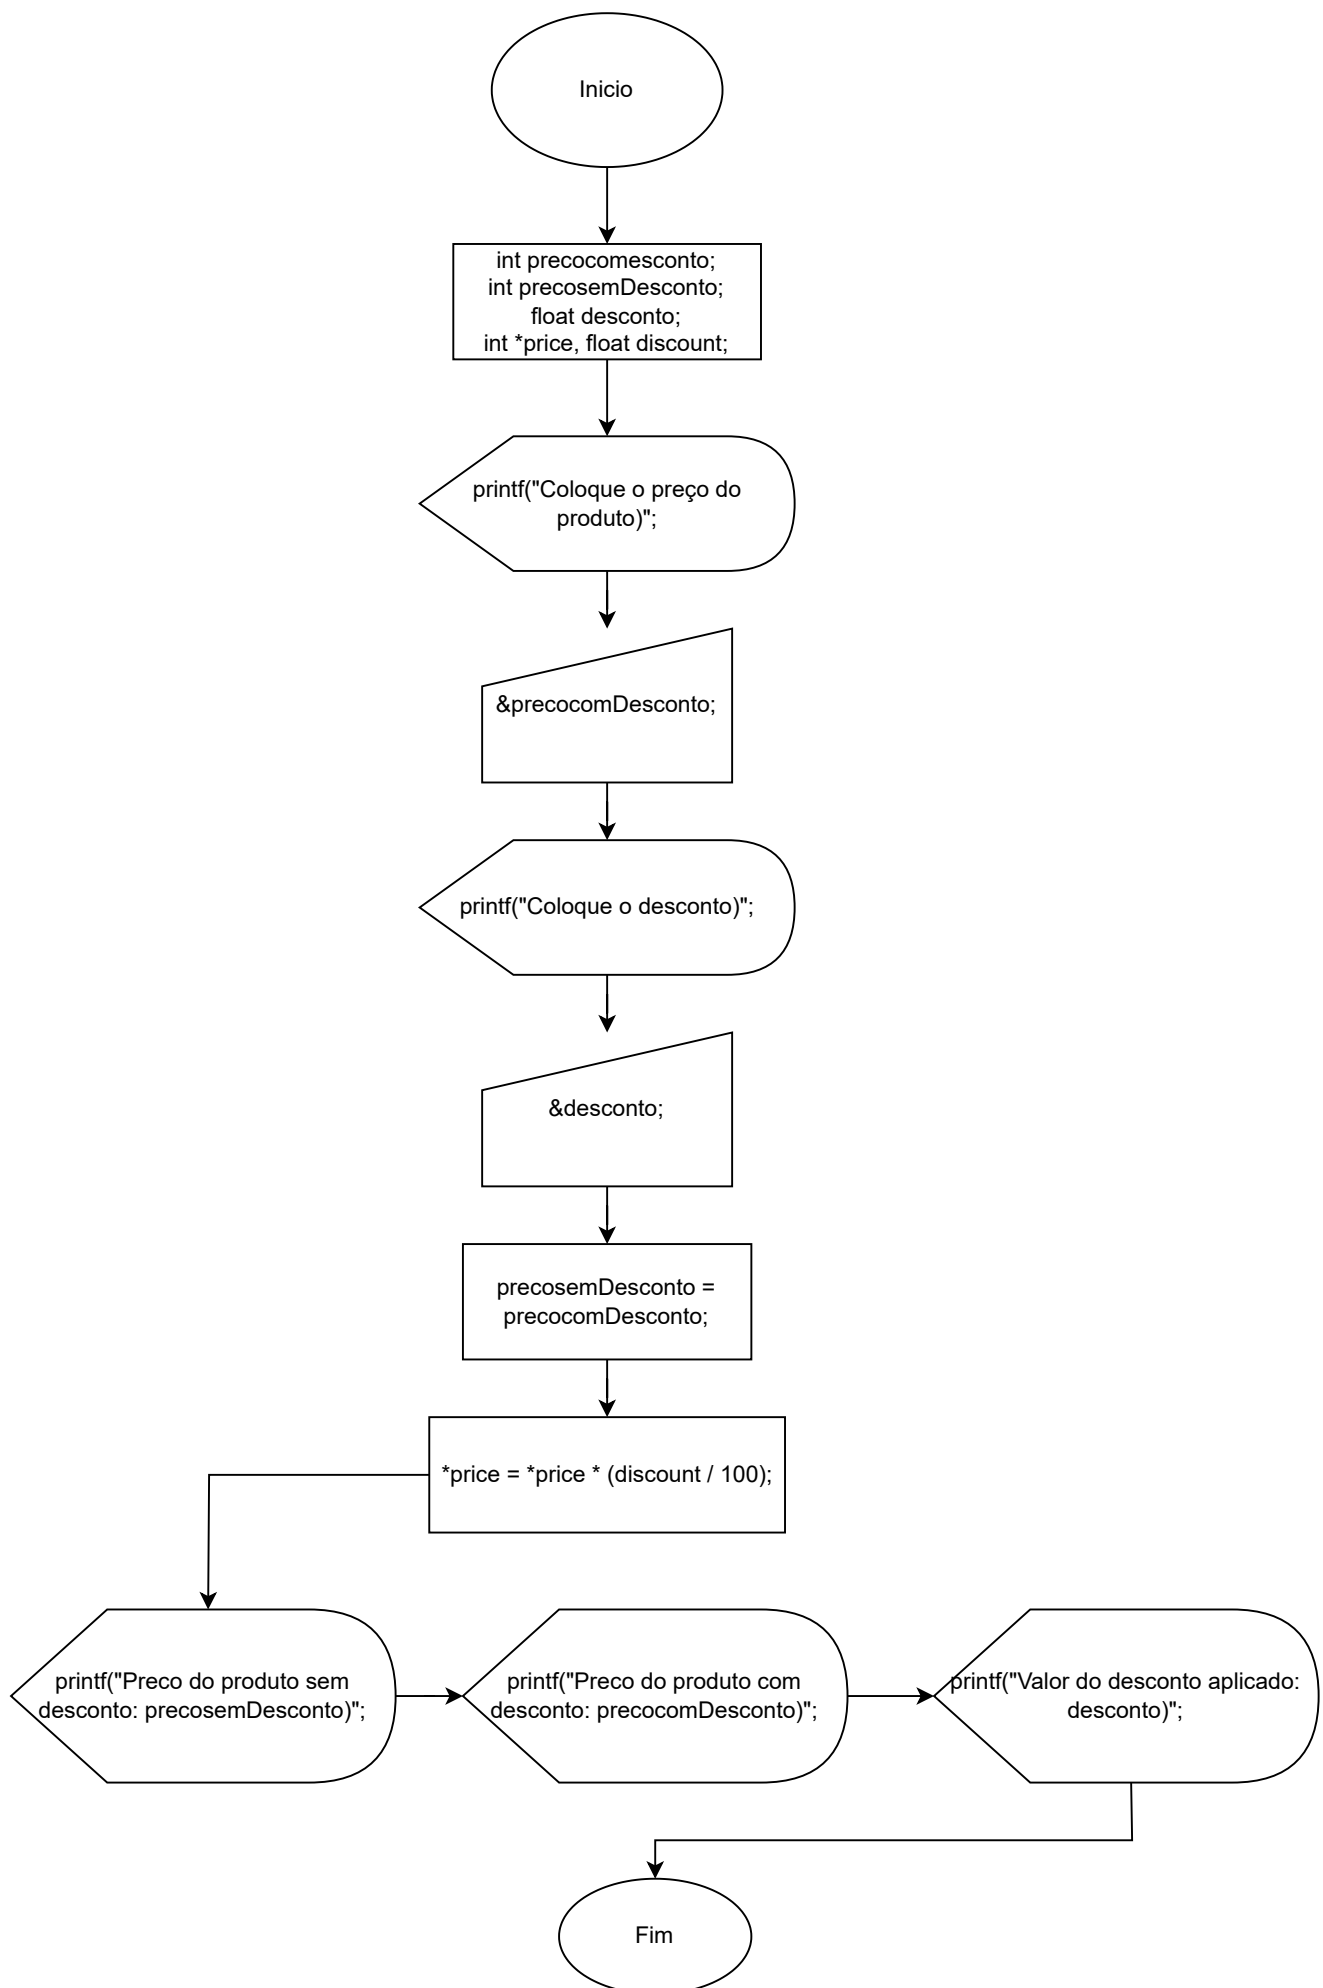 Inicio
int precocomesconto;
int precosemDesconto;
float desconto;
int *price, float discount;
printf("Coloque o preço do
produto)";
&precocomDesconto;
printf("Coloque o desconto)";
&desconto;
precosemDesconto =
precocomDesconto;
*price = *price * (discount / 100);
printf("Preco do produto sem
desconto: precosemDesconto)";
printf("Preco do produto com
desconto: precocomDesconto)";
printf("Valor do desconto aplicado:
desconto)";
Fim